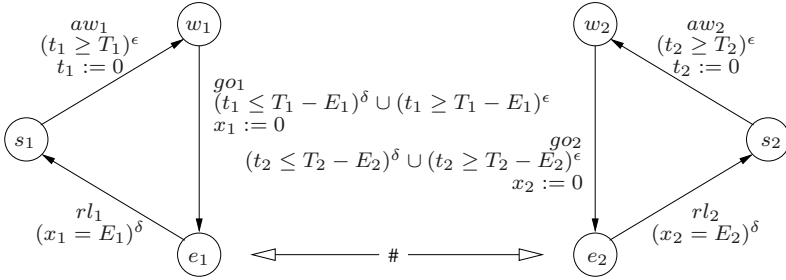 w₁
aw₁
(t₁ ≥ T₁)^ϵ
t₁ := 0
s₁
go₁
(t₁ ≤ T₁ − E₁)^δ ∪ (t₁ ≥ T₁ − E₁)^ϵ
x₁ := 0
rl₁
(x₁ = E₁)^δ
e₁
#
w₂
aw₂
(t₂ ≥ T₂)^ϵ
t₂ := 0
s₂
go₂
(t₂ ≤ T₂ − E₂)^δ ∪ (t₂ ≥ T₂ − E₂)^ϵ
x₂ := 0
rl₂
(x₂ = E₂)^δ
e₂